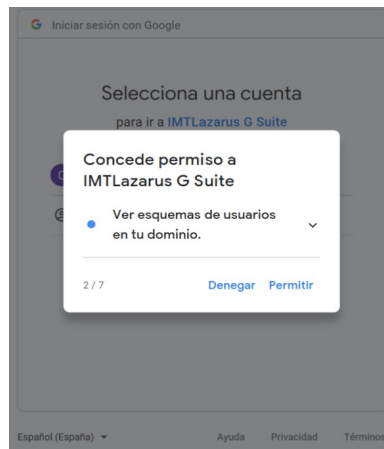 Iniciar sesión con Google
Selecciona una cuenta
para ir a IMTLazarus G Suite
Concede permiso a
IMTLazarus G Suite
Ver esquemas de usuarios
en tu dominio.
2 / 7
Denegar
Permitir
Español (España)
Ayuda
Privacidad
Términos